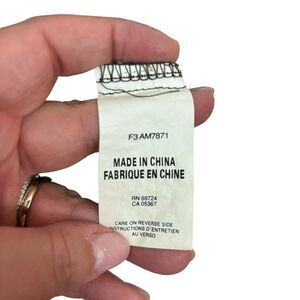 F3 AM7871
MADE IN CHINA
FABRIQUE EN CHINE
RN 69724
CA 05367
CARE ON REVERSE SIDE
INSTRUCTIONS D'ENTRETIEN
AU VERSO